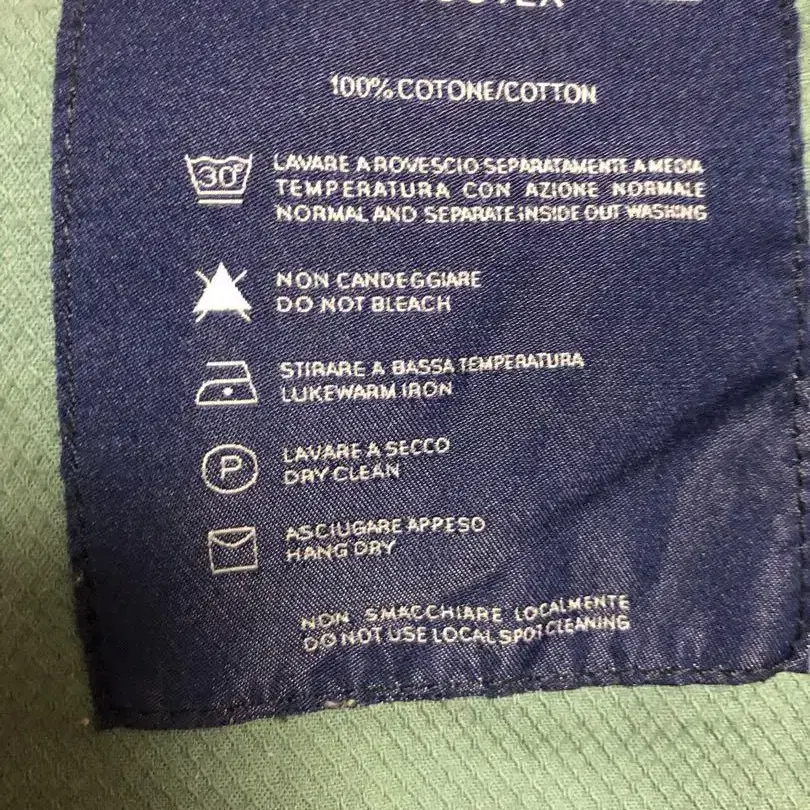 100% COTONE/COTTON
30°
LAVARE A ROVESCIO SEPARATAMENTE A MEDIA
TEMPERATURA CON AZIONE NORMALE
NORMAL AND SEPARATE INSIDE OUT WASHING
NON CANDEGGIARE
DO NOT BLEACH
STIRARE A BASSA TEMPERATURA
LUKEWARM IRON
P
LAVARE A SECCO
DRY CLEAN
ASCIUGARE APPESO
HANG DRY
NON SMACCHIARE LOCALMENTE
DO NOT USE LOCAL SPOT CLEANING